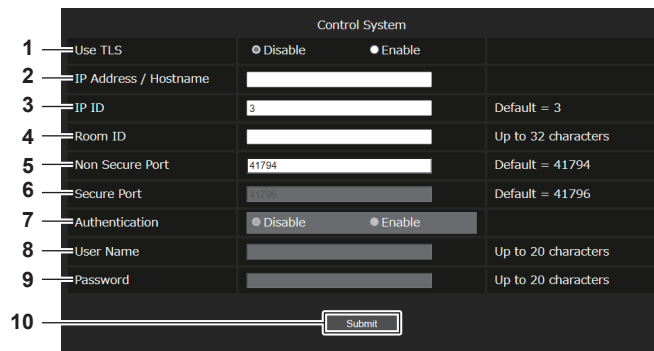 Control System
1 Use TLS Disable Enable
2 IP Address / Hostname
3 IP ID 3 Default = 3
4 Room ID Up to 32 characters
5 Non Secure Port 41794 Default = 41794
6 Secure Port 41796 Default = 41796
7 Authentication Disable Enable
8 User Name Up to 20 characters
9 Password Up to 20 characters
10 Submit